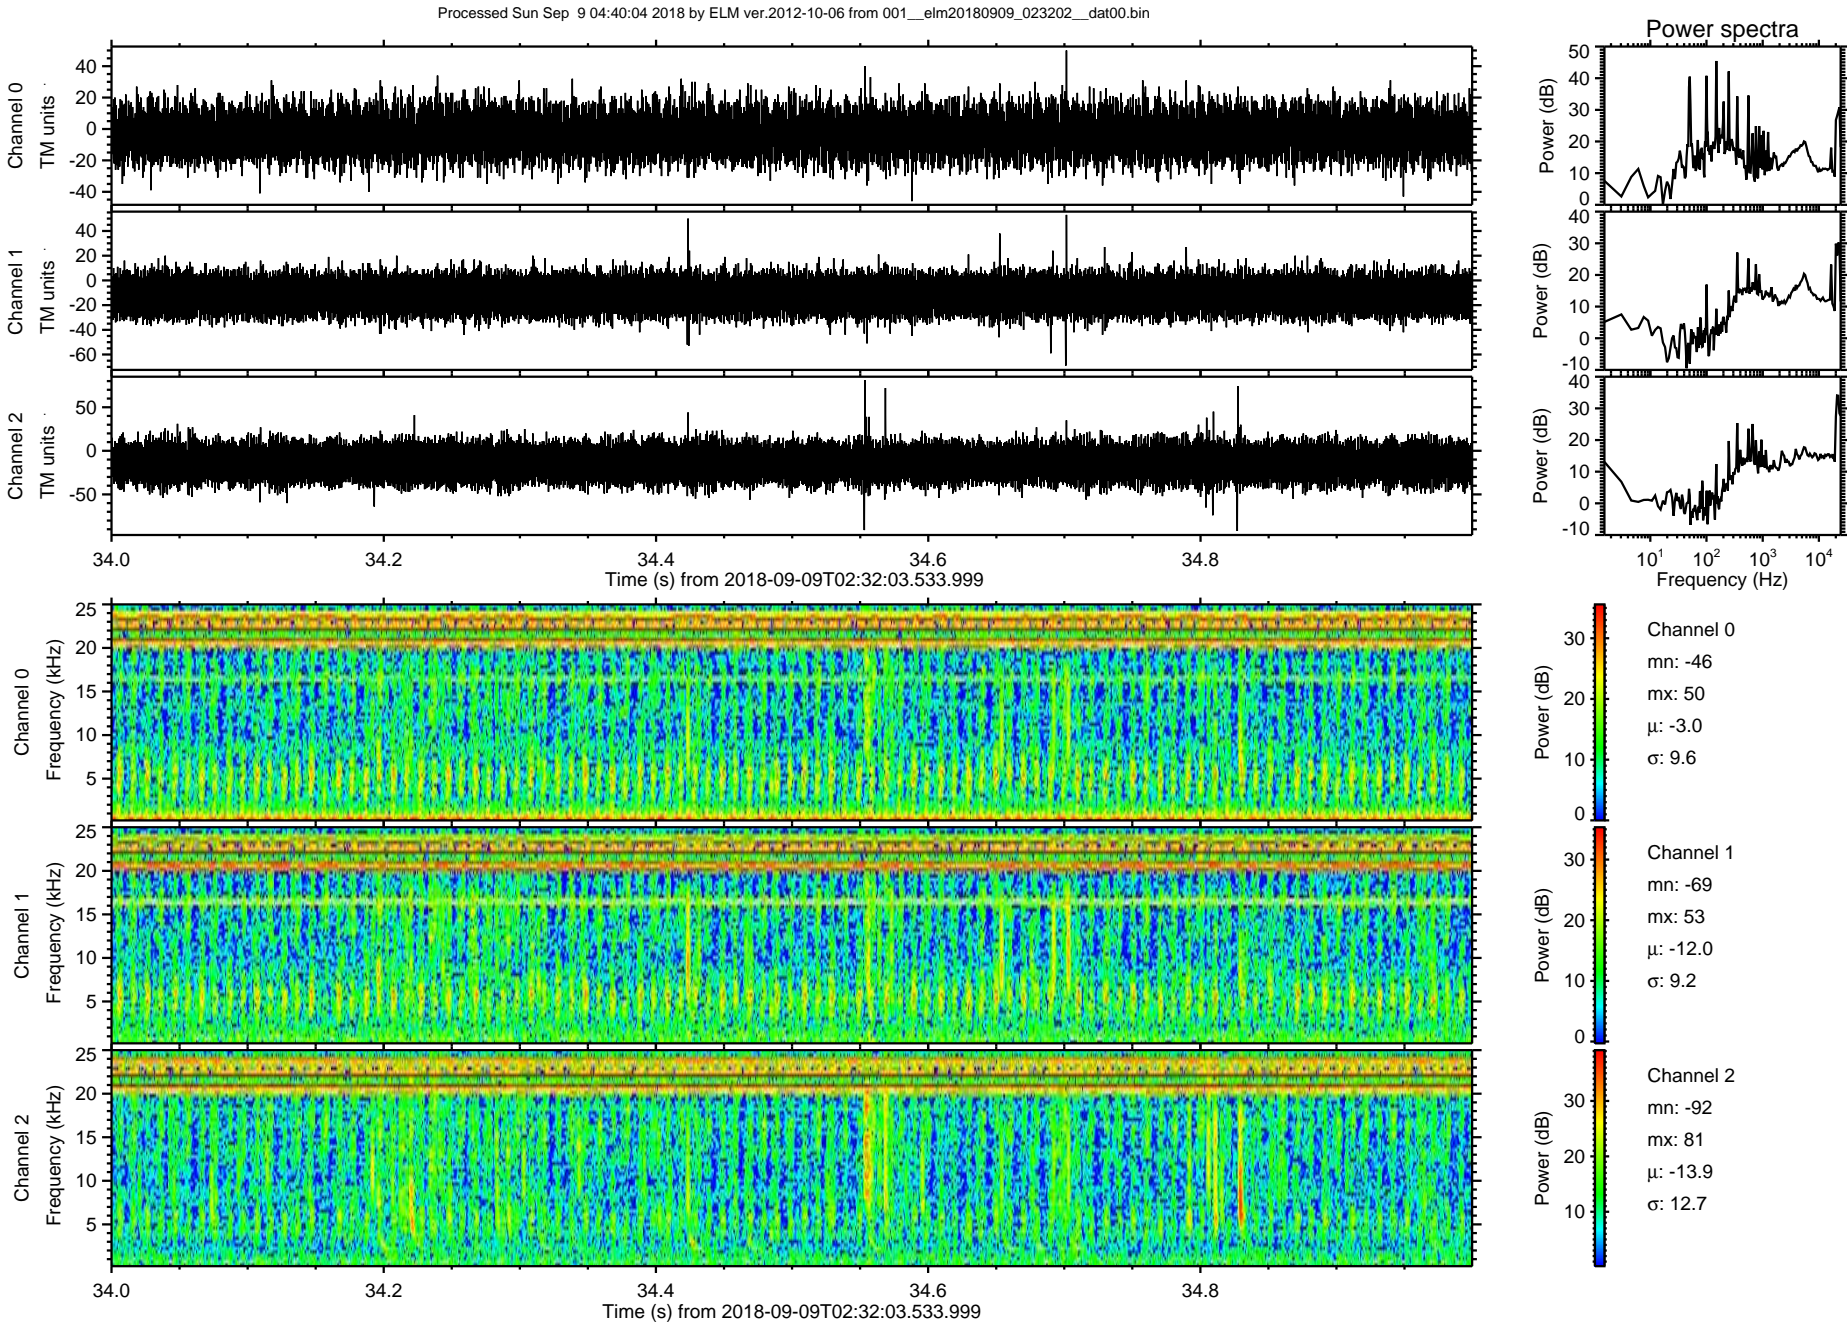 Processed Sun Sep  9 04:40:04 2018 by ELM ver.2012-10-06 from 001__elm20180909_023202__dat00.bin
Power spectra
Channel 0
TM units
40
20
0
-20
-40
Power (dB)
50
40
30
20
10
0
Channel 1
TM units
40
20
0
-20
-40
-60
Power (dB)
40
30
20
10
0
-10
Channel 2
TM units
50
0
-50
Power (dB)
40
30
20
10
0
-10
34.0 34.2 34.4 34.6 34.8
Time (s) from 2018-09-09T02:32:03.533.999
10^1 10^2 10^3 10^4
Frequency (Hz)
Channel 0
Frequency (kHz)
25
20
15
10
5
Power (dB)
30
20
10
0
Channel 0
mn: -46
mx: 50
μ: -3.0
σ: 9.6
Channel 1
Frequency (kHz)
25
20
15
10
5
Power (dB)
30
20
10
0
Channel 1
mn: -69
mx: 53
μ: -12.0
σ: 9.2
Channel 2
Frequency (kHz)
25
20
15
10
5
Power (dB)
30
20
10
Channel 2
mn: -92
mx: 81
μ: -13.9
σ: 12.7
34.0 34.2 34.4 34.6 34.8
Time (s) from 2018-09-09T02:32:03.533.999